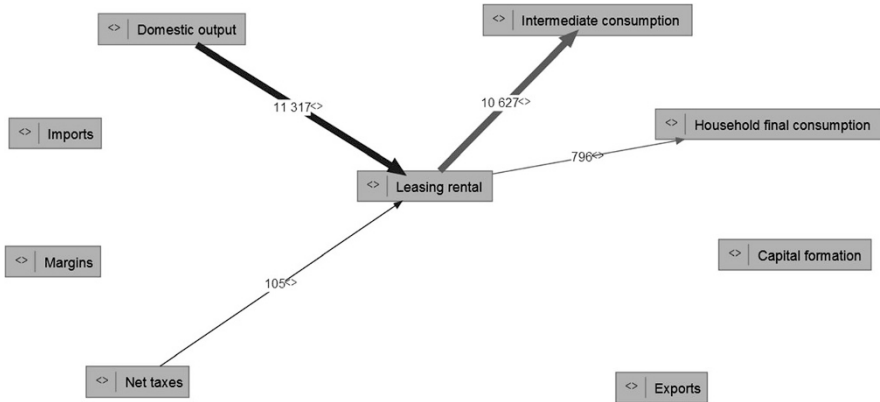 <> Domestic output
<> Intermediate consumption
11 317<>
10 627<>
<> Imports
<> Household final consumption
796<>
<> Leasing rental
<> Margins
<> Capital formation
105<>
<> Net taxes
<> Exports